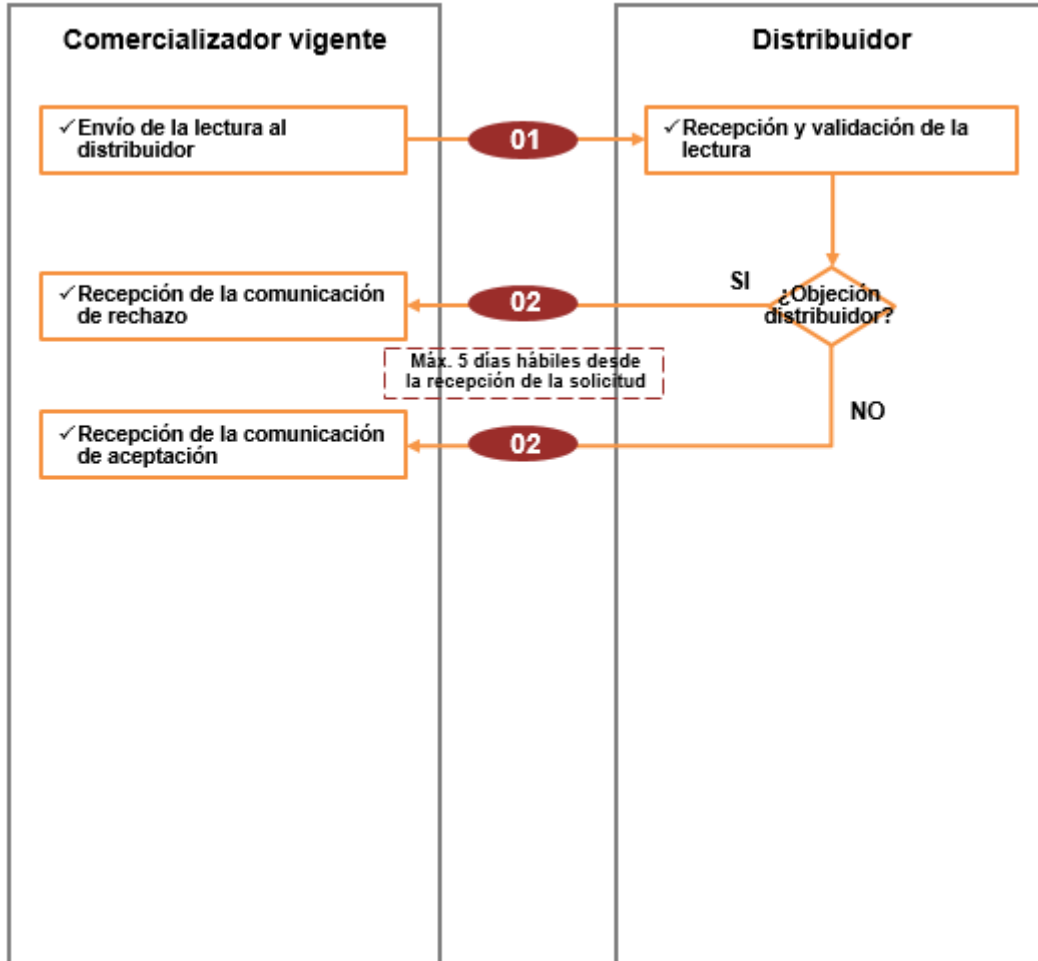 Comercializador vigente
Distribuidor
✓Envío de la lectura al
distribuidor
01
✓Recepción y validación de la
lectura
✓Recepción de la comunicación
de rechazo
02
SI
¿Objeción
distribuidor?
Máx. 5 días hábiles desde
la recepción de la solicitud
NO
✓Recepción de la comunicación
de aceptación
02